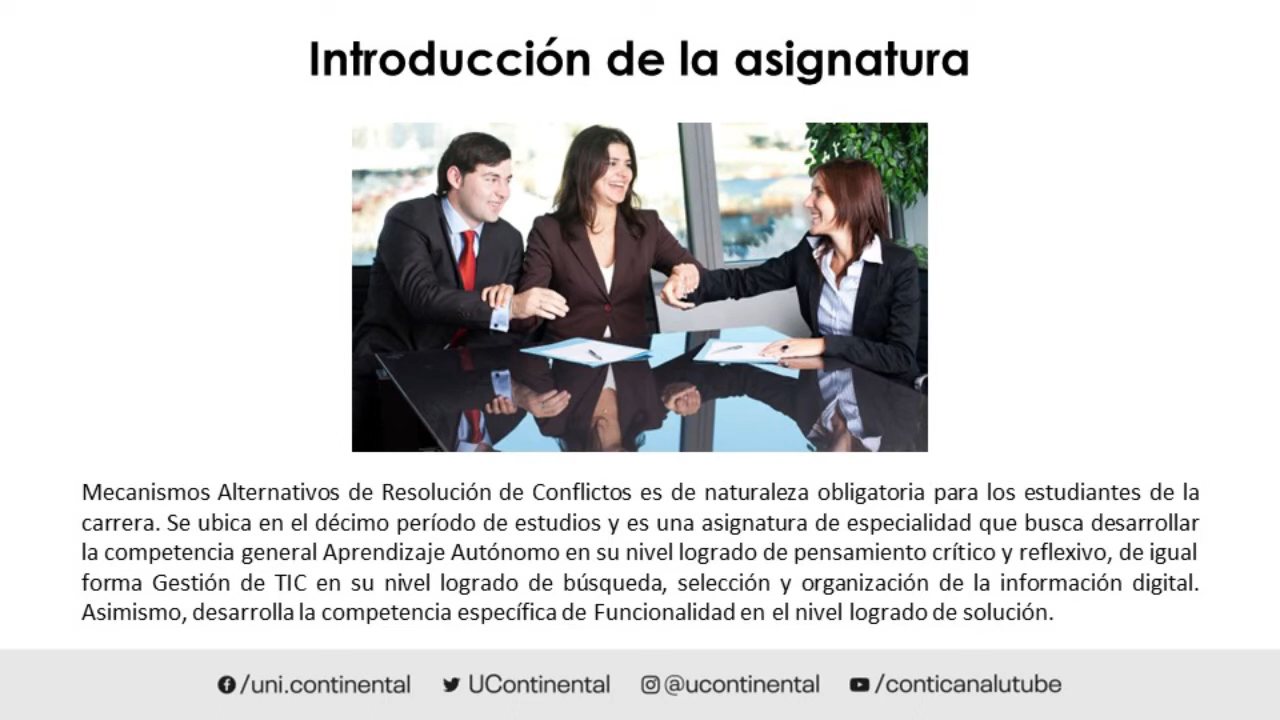 Introducción de la asignatura
Mecanismos Alternativos de Resolución de Conflictos es de naturaleza obligatoria para los estudiantes de la
carrera. Se ubica en el décimo período de estudios y es una asignatura de especialidad que busca desarrollar
la competencia general Aprendizaje Autónomo en su nivel logrado de pensamiento crítico y reflexivo, de igual
forma Gestión de TIC en su nivel logrado de búsqueda, selección y organización de la información digital.
Asimismo, desarrolla la competencia específica de Funcionalidad en el nivel logrado de solución.
/uni.continental UContinental @ucontinental /conticanalutube